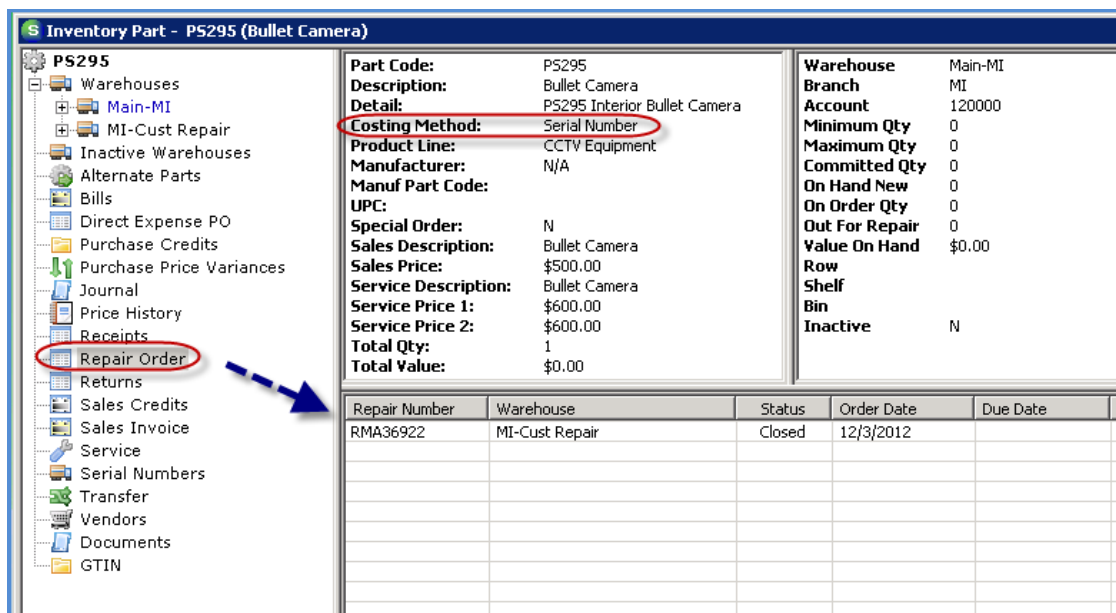 S Inventory Part - PS295 (Bullet Camera)
PS295
Warehouses
Main-MI
MI-Cust Repair
Inactive Warehouses
Alternate Parts
Bills
Direct Expense PO
Purchase Credits
Purchase Price Variances
Journal
Price History
Receipts
Repair Order
Returns
Sales Credits
Sales Invoice
Service
Serial Numbers
Transfer
Vendors
Documents
GTIN
Part Code: PS295
Description: Bullet Camera
Detail: PS295 Interior Bullet Camera
Costing Method: Serial Number
Product Line: CCTV Equipment
Manufacturer: N/A
Manuf Part Code:
UPC:
Special Order: N
Sales Description: Bullet Camera
Sales Price: $500.00
Service Description: Bullet Camera
Service Price 1: $600.00
Service Price 2: $600.00
Total Qty: 1
Total Value: $0.00
Warehouse Main-MI
Branch MI
Account 120000
Minimum Qty 0
Maximum Qty 0
Committed Qty 0
On Hand New 0
On Order Qty 0
Out For Repair 0
Value On Hand $0.00
Row
Shelf
Bin
Inactive N
Repair Number Warehouse Status Order Date Due Date
RMA36922 MI-Cust Repair Closed 12/3/2012